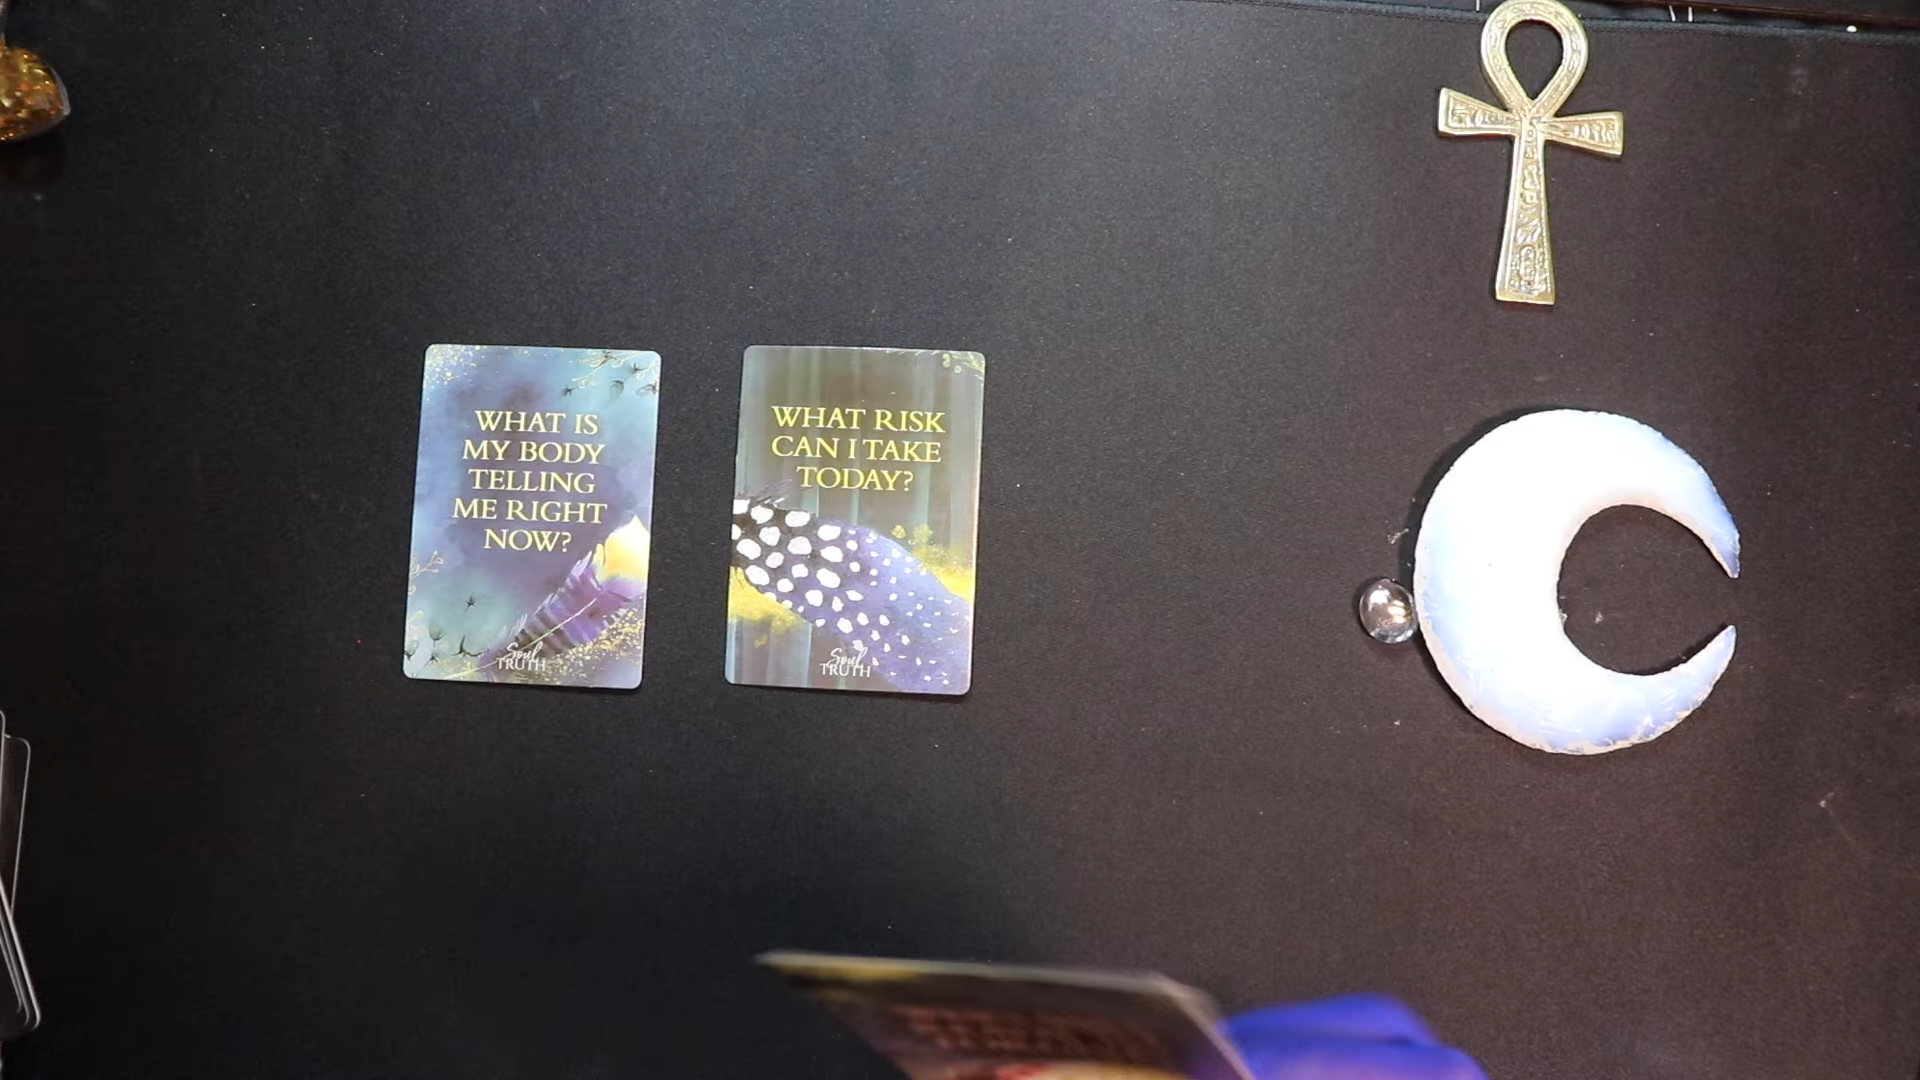 WHAT IS
MY BODY
TELLING
ME RIGHT
NOW?
Soul
TRUTH
WHAT RISK
CAN I TAKE
TODAY?
Soul
TRUTH